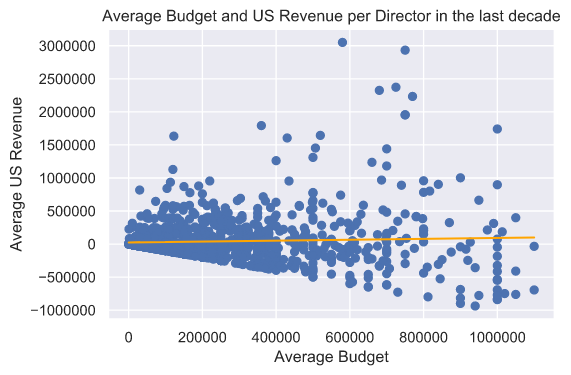 Average Budget and US Revenue per Director in the last decade
3000000
2500000
2000000
1500000
1000000
500000
0
−500000
−1000000
Average US Revenue
0 200000 400000 600000 800000 1000000
Average Budget